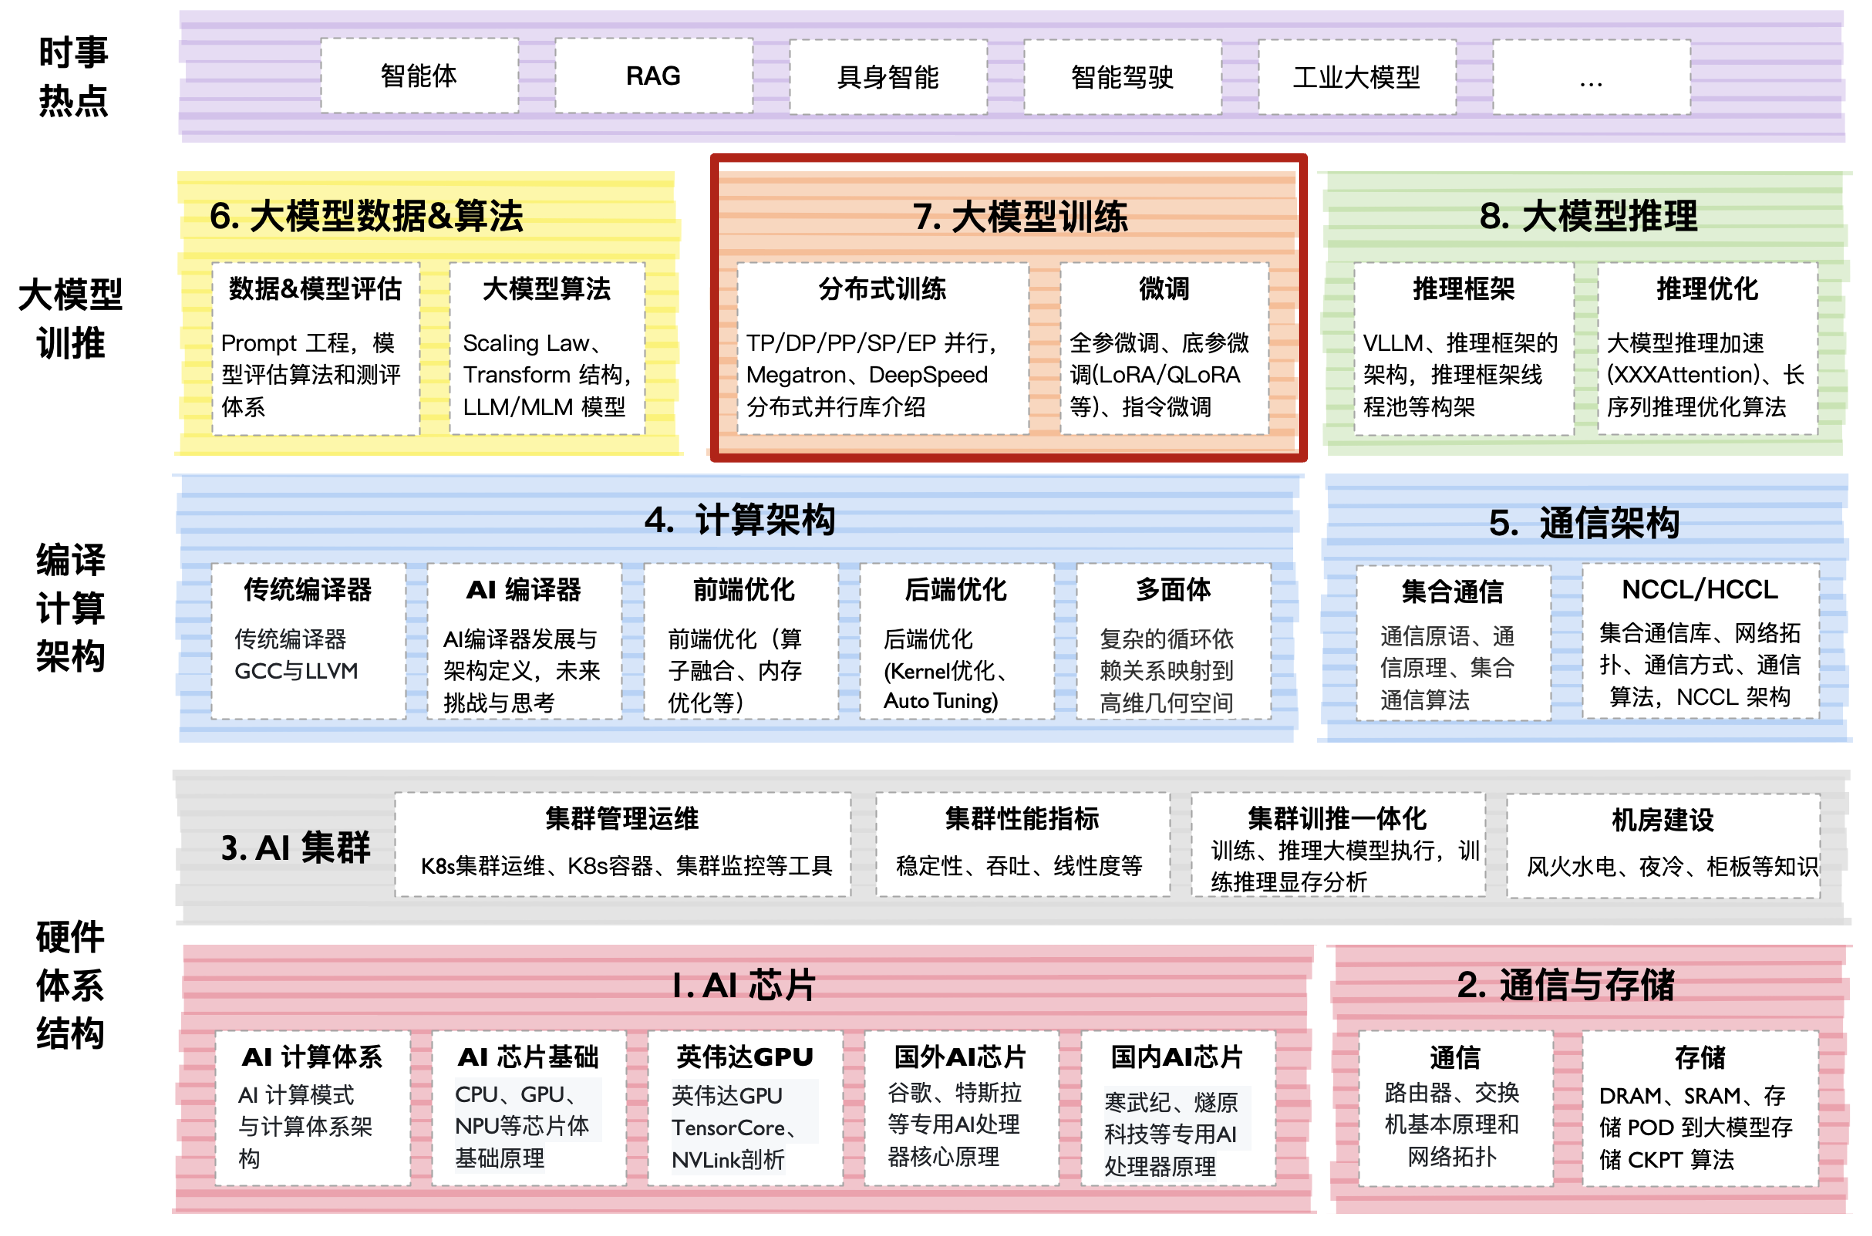 时事
热点
智能体
RAG
具身智能
智能驾驶
工业大模型
...
大模型
训推
6. 大模型数据&算法
数据&模型评估
Prompt 工程，模
型评估算法和测评
体系
大模型算法
Scaling Law、
Transform 结构，
LLM/MLM 模型
7. 大模型训练
分布式训练
TP/DP/PP/SP/EP 并行，
Megatron、DeepSpeed
分布式并行库介绍
微调
全参微调、底参微
调(LoRA/QLoRA
等)、指令微调
8. 大模型推理
推理框架
VLLM、推理框架的
架构，推理框架线
程池等构架
推理优化
大模型推理加速
(XXXAttention)、长
序列推理优化算法
编译
计算
架构
4. 计算架构
传统编译器
传统编译器
GCC与LLVM
AI 编译器
AI编译器发展与
架构定义，未来
挑战与思考
前端优化
前端优化（算
子融合、内存
优化等）
后端优化
后端优化
(Kernel优化、
Auto Tuning)
多面体
复杂的循环依
赖关系映射到
高维几何空间
5. 通信架构
集合通信
通信原语、通
信原理、集合
通信算法
NCCL/HCCL
集合通信库、网络拓
扑、通信方式、通信
算法，NCCL 架构
硬件
体系
结构
3. AI 集群
集群管理运维
K8s集群运维、K8s容器、集群监控等工具
集群性能指标
稳定性、吞吐、线性度等
集群训推一体化
训练、推理大模型执行，训
练推理显存分析
机房建设
风火水电、夜冷、柜板等知识
1. AI 芯片
AI 计算体系
AI 计算模式
与计算体系架
构
AI 芯片基础
CPU、GPU、
NPU等芯片体
基础原理
英伟达GPU
英伟达GPU
TensorCore、
NVLink剖析
国外AI芯片
谷歌、特斯拉
等专用AI处理
器核心原理
国内AI芯片
寒武纪、燧原
科技等专用AI
处理器原理
2. 通信与存储
通信
路由器、交换
机基本原理和
网络拓扑
存储
DRAM、SRAM、存
储 POD 到大模型存
储 CKPT 算法